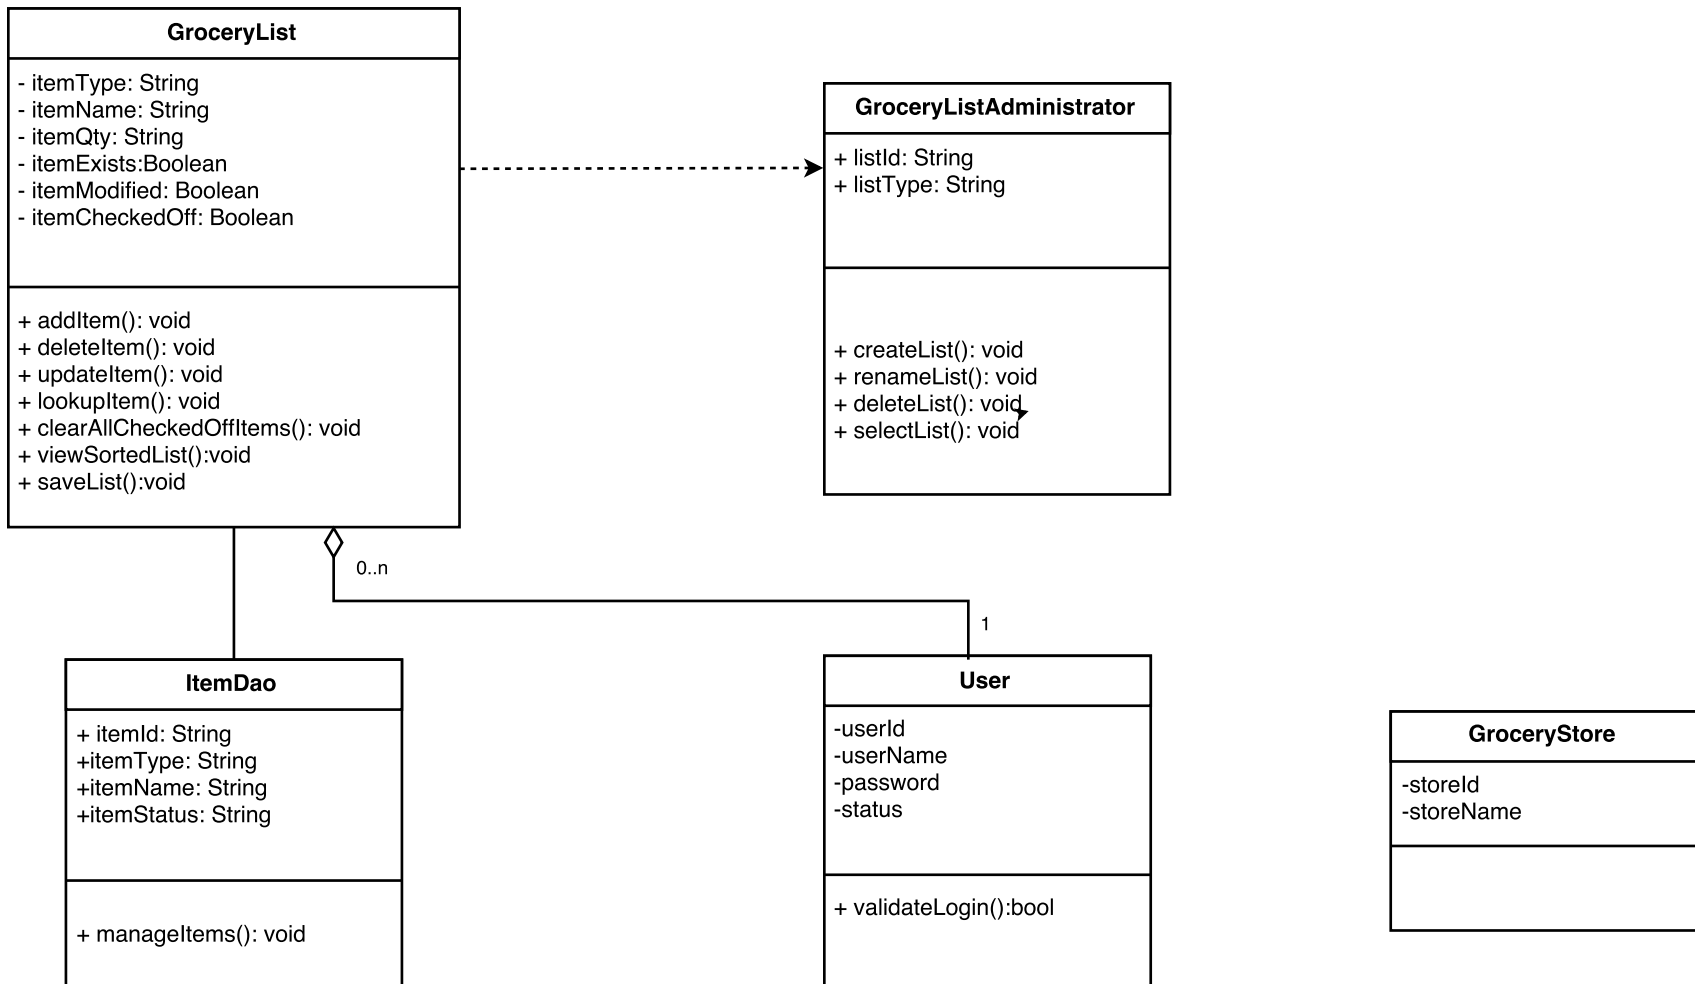 GroceryList
- itemType: String
- itemName: String
- itemQty: String
- itemExists:Boolean
- itemModified: Boolean
- itemCheckedOff: Boolean
+ addItem(): void
+ deleteItem(): void
+ updateItem(): void
+ lookupItem(): void
+ clearAllCheckedOffItems(): void
+ viewSortedList():void
+ saveList():void
GroceryListAdministrator
+ listId: String
+ listType: String
+ createList(): void
+ renameList(): void
+ deleteList(): void
+ selectList(): void
0..n
1
ItemDao
+ itemId: String
+itemType: String
+itemName: String
+itemStatus: String
+ manageItems(): void
User
-userId
-userName
-password
-status
+ validateLogin():bool
GroceryStore
-storeId
-storeName